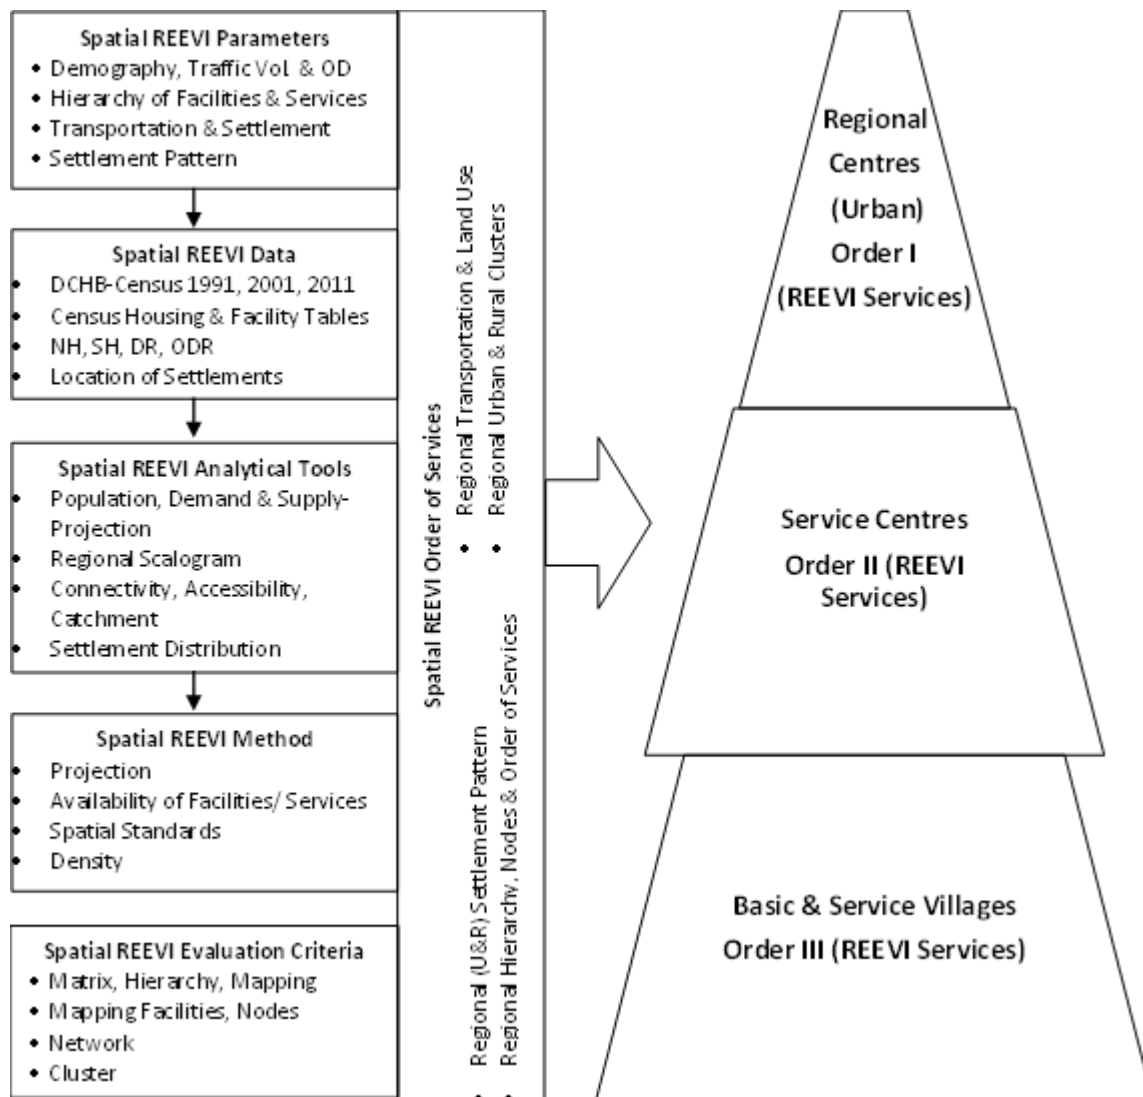 Spatial REEVI Parameters
• Demography, Traffic Vol. & OD
• Hierarchy of Facilities & Services
• Transportation & Settlement
• Settlement Pattern
Spatial REEVI Data
• DCHB-Census 1991, 2001, 2011
• Census Housing & Facility Tables
• NH, SH, DR, ODR
• Location of Settlements
Spatial REEVI Analytical Tools
• Population, Demand & Supply-
Projection
• Regional Scalogram
• Connectivity, Accessibility,
Catchment
• Settlement Distribution
Spatial REEVI Method
• Projection
• Availability of Facilities/ Services
• Spatial Standards
• Density
Spatial REEVI Evaluation Criteria
• Matrix, Hierarchy, Mapping
• Mapping Facilities, Nodes
• Network
• Cluster
Spatial REEVI Order of Services
• Regional (U&R) Settlement Pattern
• Regional Hierarchy, Nodes & Order of Services
• Regional Transportation & Land Use
• Regional Urban & Rural Clusters
Regional
Centres
(Urban)
Order I
(REEVI Services)
Service Centres
Order II (REEVI
Services)
Basic & Service Villages
Order III (REEVI Services)